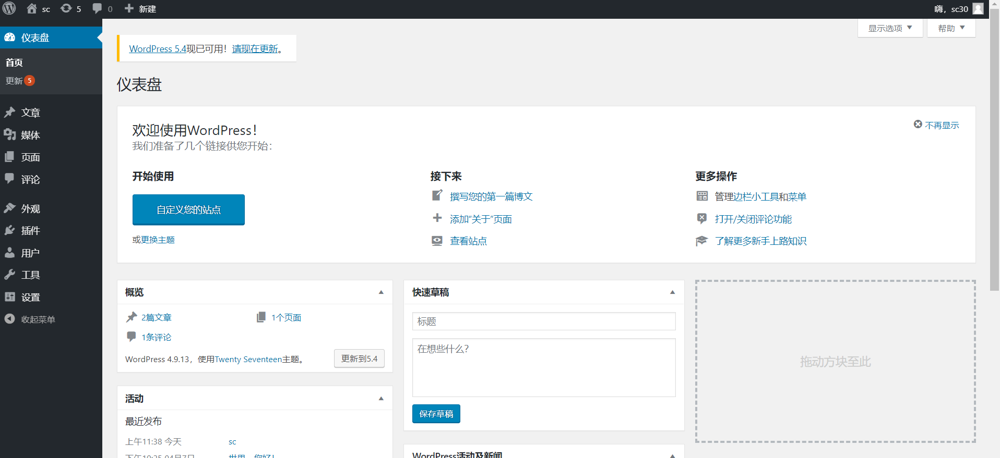 sc 5 0 新建
嗨，sc30
仪表盘
首页
更新 5
文章
媒体
页面
评论
外观
插件
用户
工具
设置
收起菜单
显示选项
帮助
WordPress 5.4现已可用！请现在更新。
仪表盘
欢迎使用WordPress！
我们准备了几个链接供您开始：
不再显示
开始使用
自定义您的站点
或更换主题
接下来
撰写您的第一篇博文
添加“关于”页面
查看站点
更多操作
管理边栏小工具和菜单
打开/关闭评论功能
了解更多新手上路知识
概览
2篇文章
1个页面
1条评论
WordPress 4.9.13，使用Twenty Seventeen主题。
更新到5.4
活动
最近发布
上午11:38 今天 sc
下午10:25 04月7日 世界，您好！
快速草稿
标题
在想些什么？
保存草稿
WordPress活动及新闻
拖动方块至此